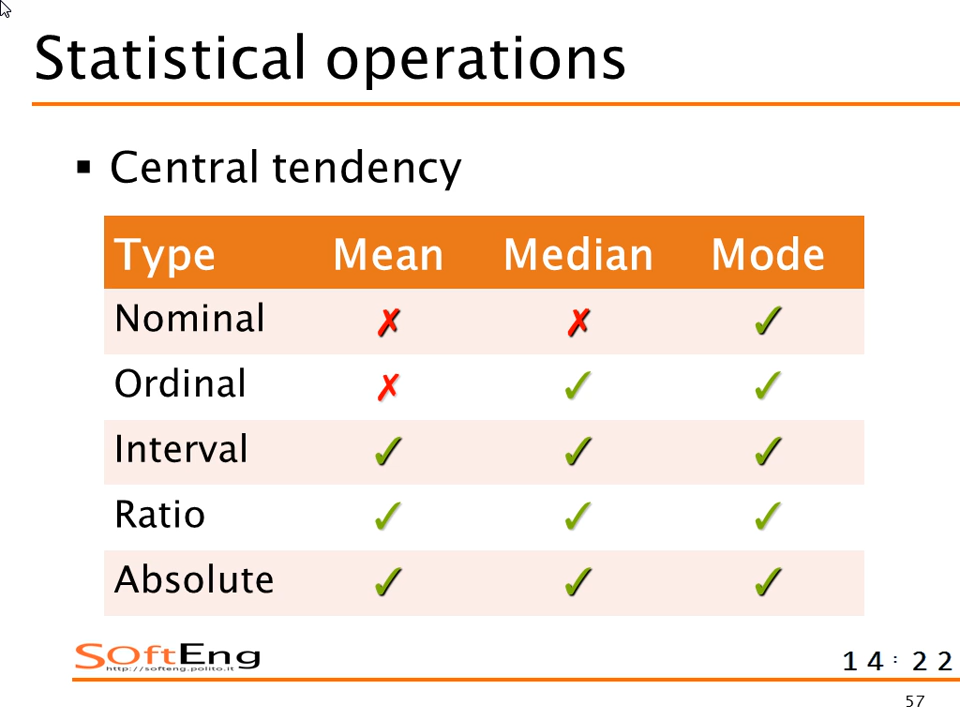 Statistical operations
▪ Central tendency
Type Mean Median Mode
Nominal ✗ ✗ ✓
Ordinal ✗ ✓ ✓
Interval ✓ ✓ ✓
Ratio ✓ ✓ ✓
Absolute ✓ ✓ ✓
SOftEng
http://softeng.polito.it
14:22
57